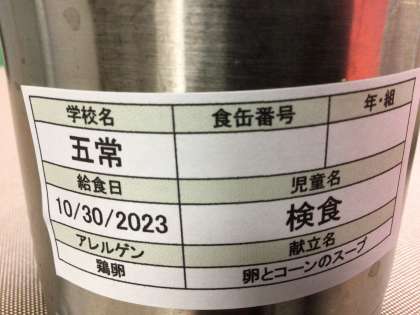 学校名 食缶番号 年・組
五常
給食日 児童名
10/30/2023 検食
アレルゲン 献立名
鶏卵 卵とコーンのスープ